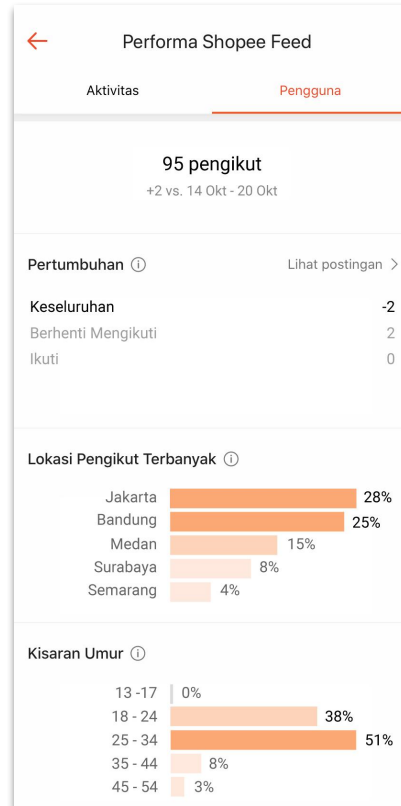 Performa Shopee Feed
Aktivitas Pengguna
95 pengikut
+2 vs. 14 Okt - 20 Okt
Pertumbuhan Lihat postingan >
Keseluruhan -2
Berhenti Mengikuti 2
Ikuti 0
Lokasi Pengikut Terbanyak
Jakarta 28%
Bandung 25%
Medan 15%
Surabaya 8%
Semarang 4%
Kisaran Umur
13 -17 0%
18 - 24 38%
25 - 34 51%
35 - 44 8%
45 - 54 3%